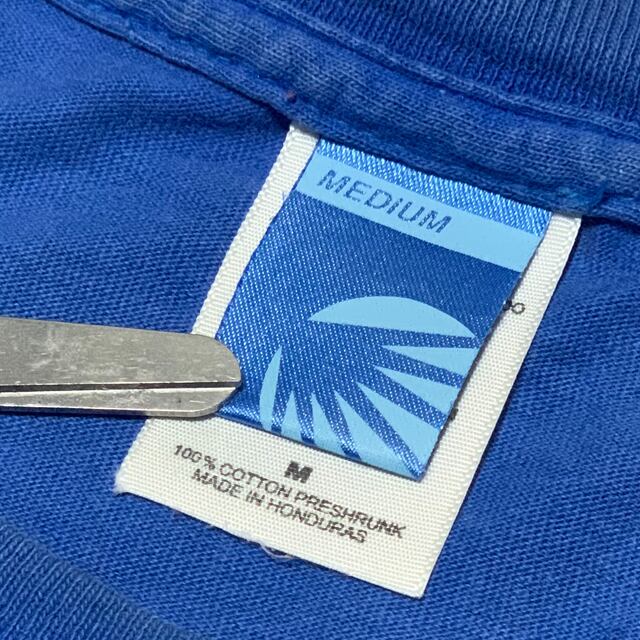 MEDIUM
M
100% COTTON PRESHRUNK
MADE IN HONDURAS